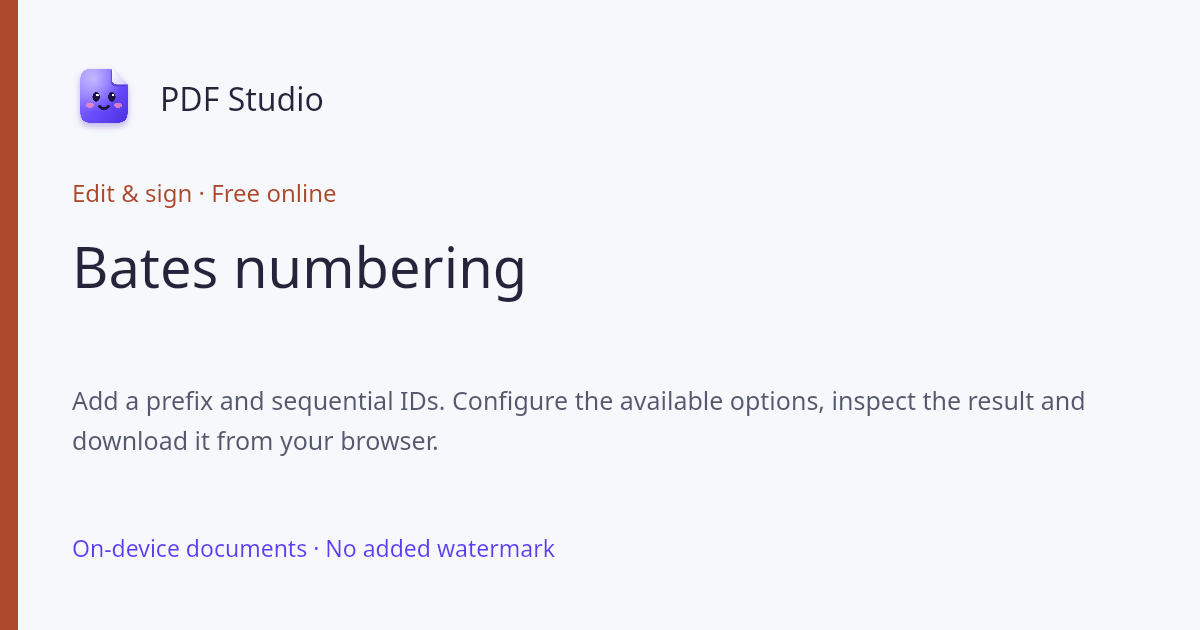 PDF Studio
Edit & sign · Free online
Bates numbering
Add a prefix and sequential IDs. Configure the available options, inspect the result and
download it from your browser.
On-device documents · No added watermark